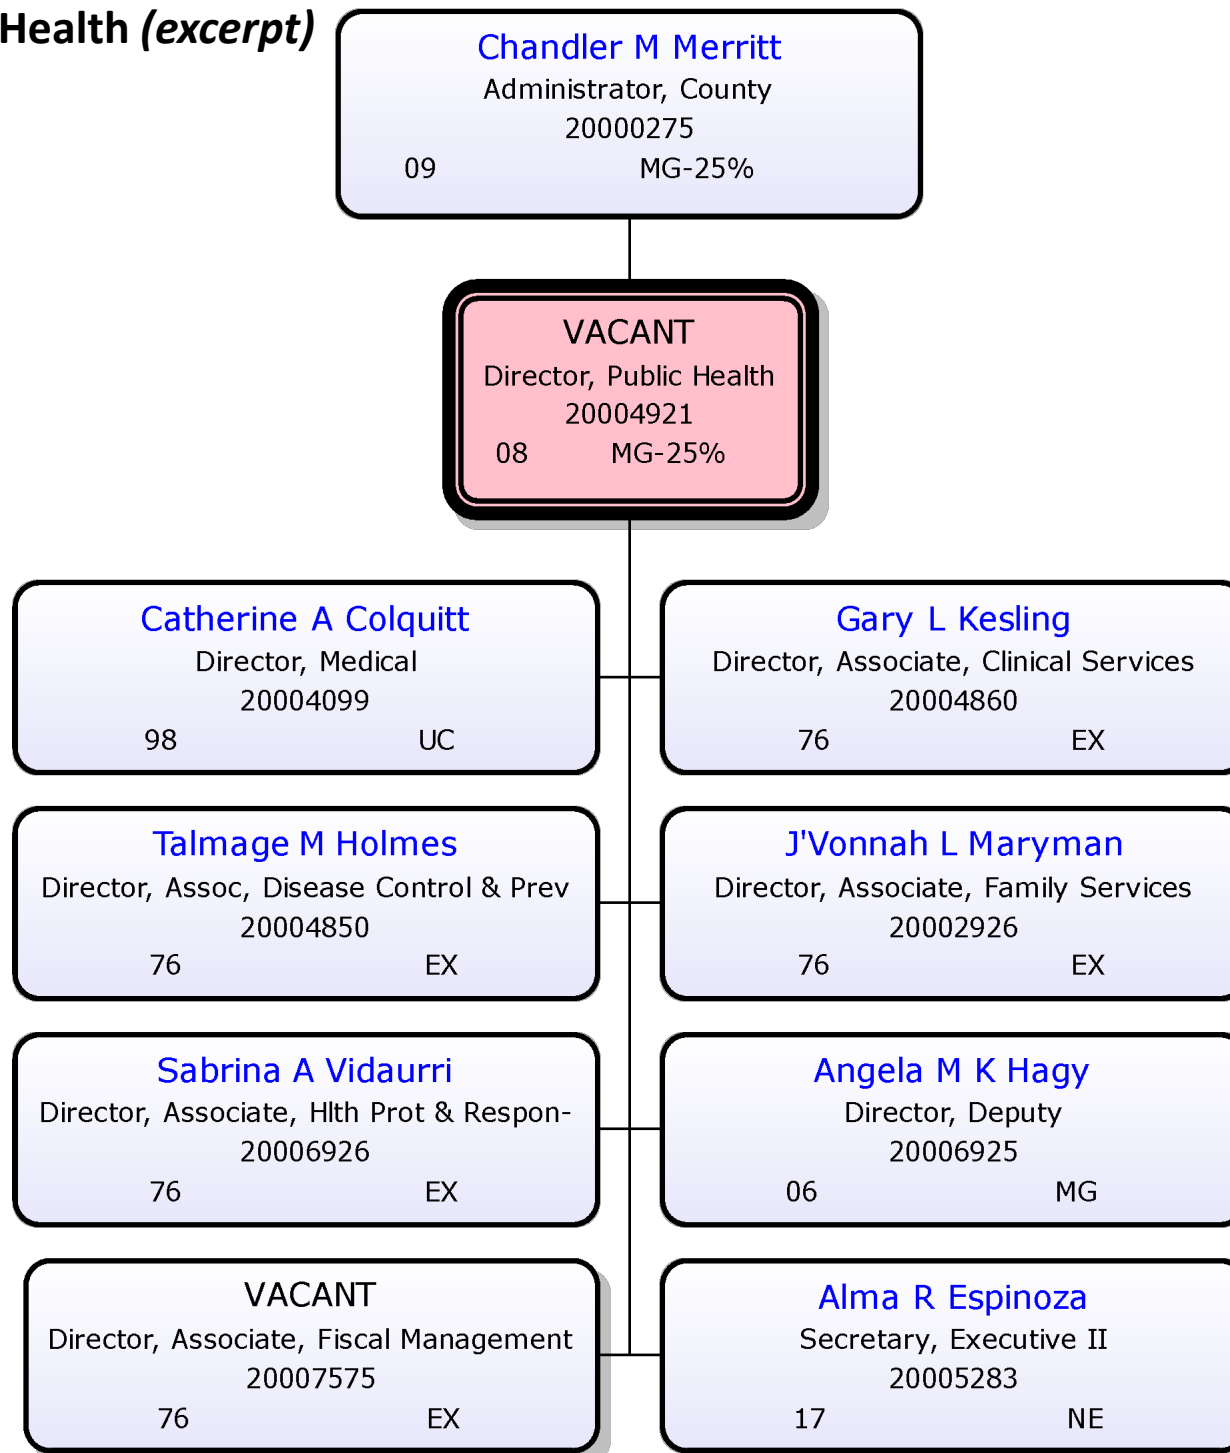 Health (excerpt)
Chandler M Merritt
Administrator, County
20000275
09 MG-25%
VACANT
Director, Public Health
20004921
08 MG-25%
Catherine A Colquitt
Director, Medical
20004099
98 UC
Gary L Kesling
Director, Associate, Clinical Services
20004860
76 EX
Talmage M Holmes
Director, Assoc, Disease Control & Prev
20004850
76 EX
J'Vonnah L Maryman
Director, Associate, Family Services
20002926
76 EX
Sabrina A Vidaurri
Director, Associate, Hlth Prot & Respon-
20006926
76 EX
Angela M K Hagy
Director, Deputy
20006925
06 MG
VACANT
Director, Associate, Fiscal Management
20007575
76 EX
Alma R Espinoza
Secretary, Executive II
20005283
17 NE